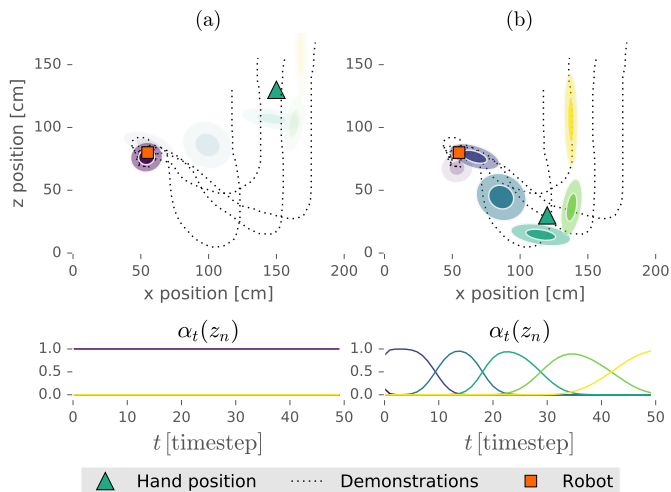 (a) (b)
z position [cm]
150
100
50
0
0 50 100 150 200
x position [cm]
150
100
50
0
0 50 100 150 200
x position [cm]
αₜ(zₙ) αₜ(zₙ)
1.0
0.5
0.0
0 10 20 30 40 50
t [timestep]
1.0
0.5
0.0
0 10 20 30 40 50
t [timestep]
Hand position Demonstrations Robot